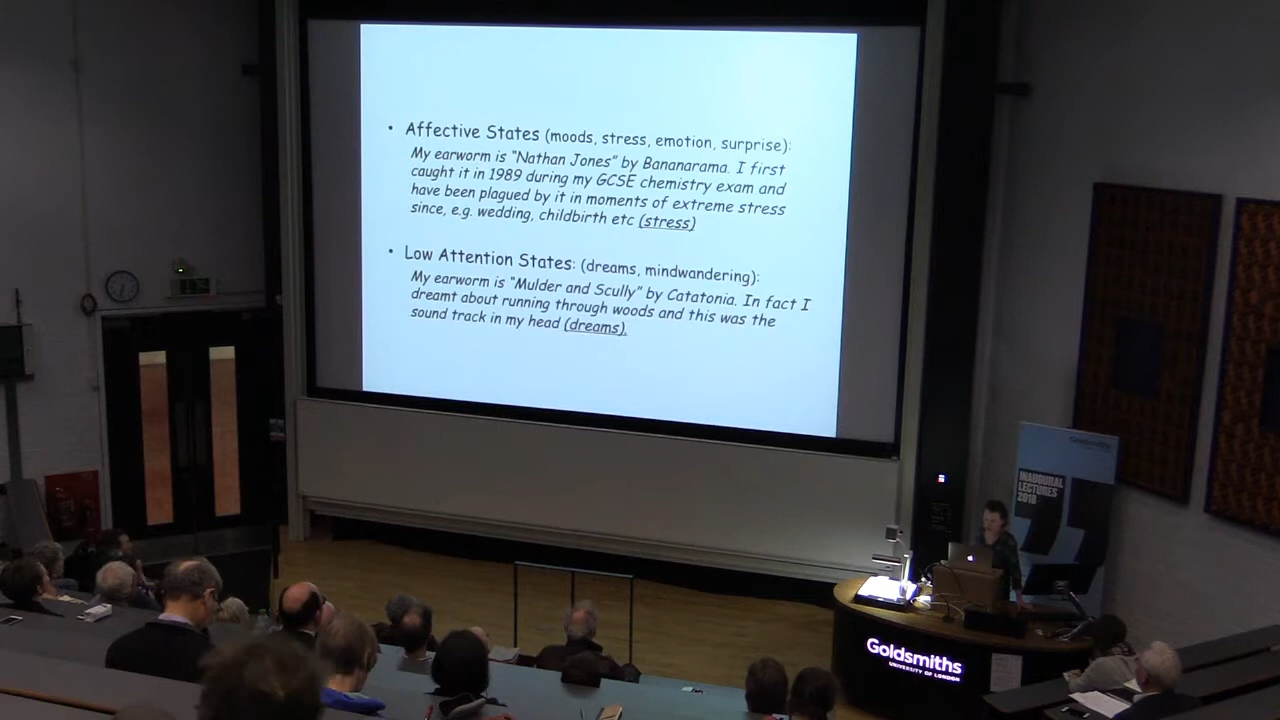 • Affective States (moods, stress, emotion, surprise):
My earworm is “Nathan Jones” by Bananarama. I first
caught it in 1989 during my GCSE chemistry exam and
have been plagued by it in moments of extreme stress
since, e.g. wedding, childbirth etc (stress)
• Low Attention States: (dreams, mindwandering):
My earworm is “Mulder and Scully” by Catatonia. In fact I
dreamt about running through woods and this was the
sound track in my head (dreams).
Goldsmiths
INAUGURAL
LECTURES
2018
Goldsmiths
UNIVERSITY OF LONDON